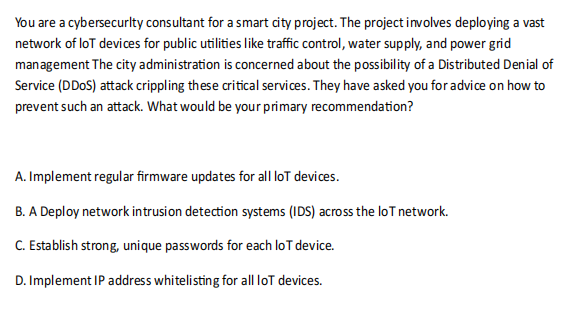 You are a cybersecurlty consultant for a smart city project. The project involves deploying a vast
network of loT devices for public utilities like traffic control, water supply, and power grid
management The city administration is concerned about the possibility of a Distributed Denial of
Service (DDoS) attack crippling these critical services. They have asked you for advice on how to
prevent such an attack. What would be your primary recommendation?
A. Implement regular firmware updates for all loT devices.
B. A Deploy network intrusion detection systems (IDS) across the loT network.
C. Establish strong, unique passwords for each loT device.
D. Implement IP address whitelisting for all loT devices.